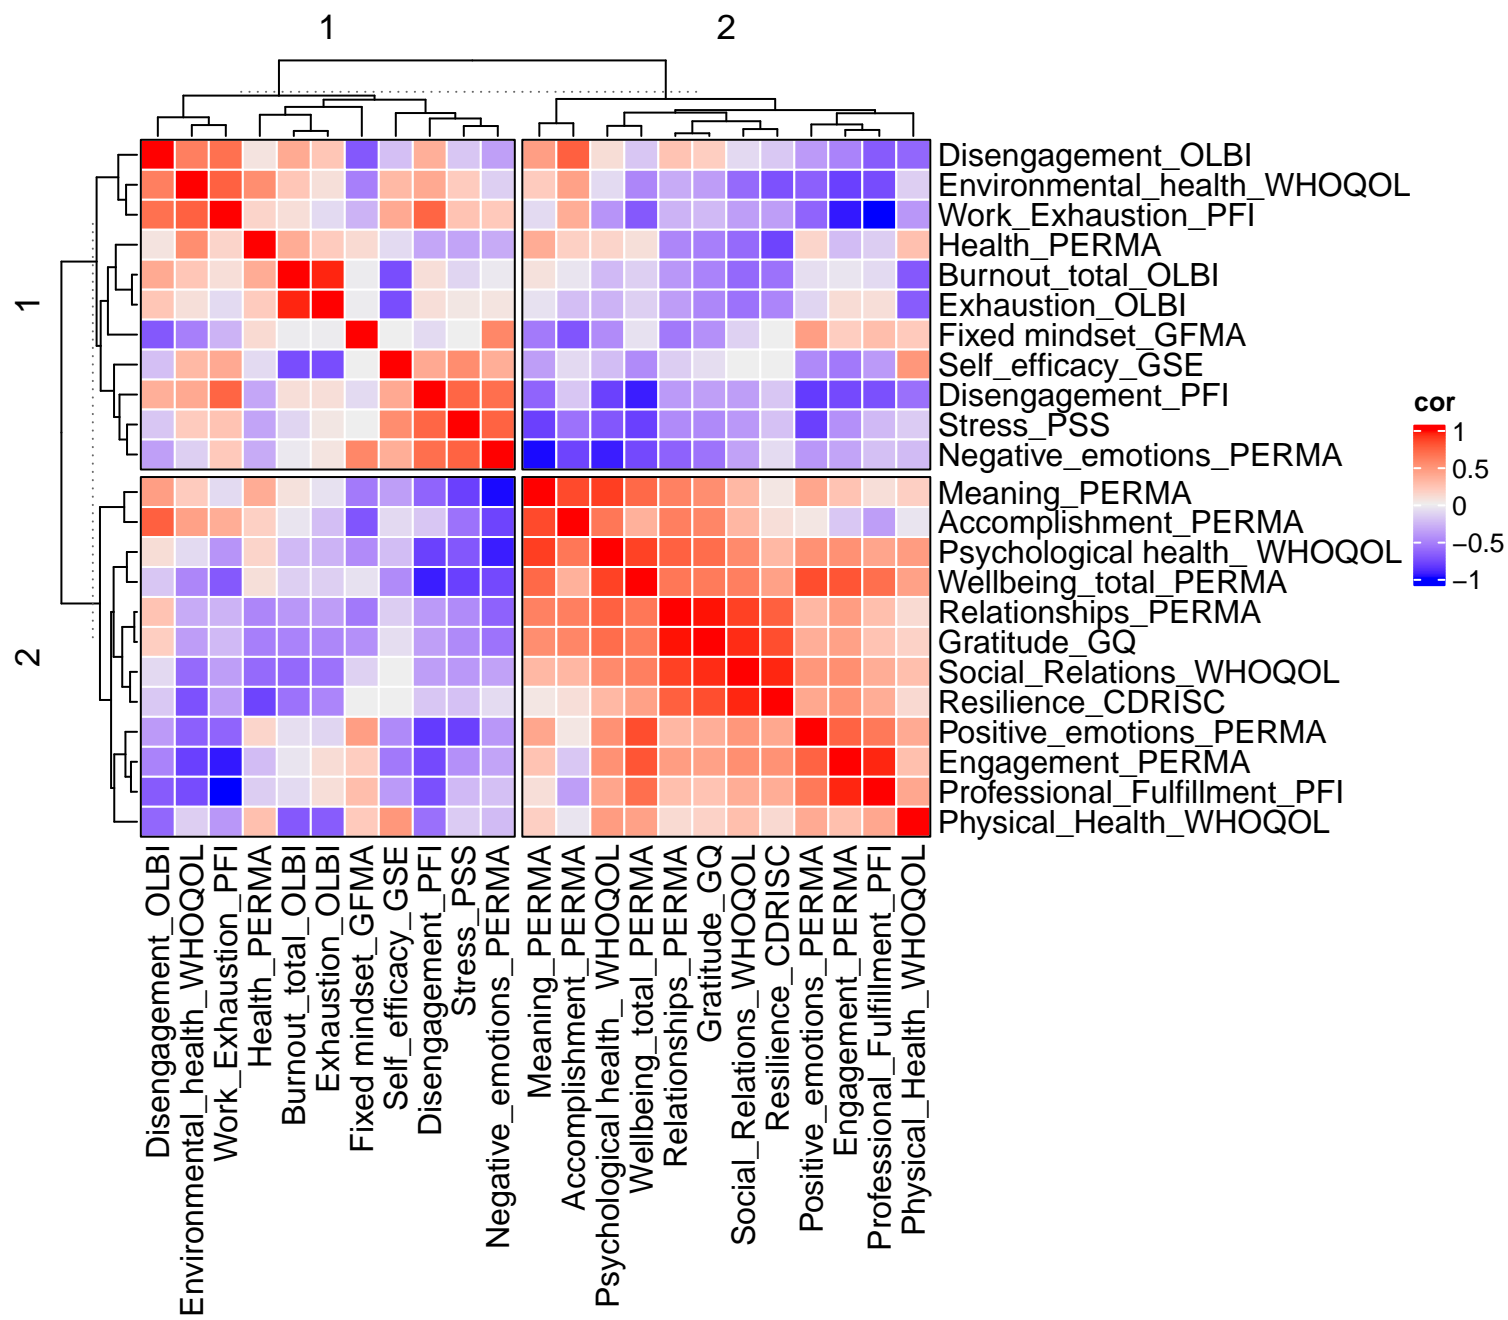 1
2
1
2
Disengagement_OLBI
Environmental_health_WHOQOL
Work_Exhaustion_PFI
Health_PERMA
Burnout_total_OLBI
Exhaustion_OLBI
Fixed mindset_GFMA
Self_efficacy_GSE
Disengagement_PFI
Stress_PSS
Negative_emotions_PERMA
Meaning_PERMA
Accomplishment_PERMA
Psychological health_ WHOQOL
Wellbeing_total_PERMA
Relationships_PERMA
Gratitude_GQ
Social_Relations_WHOQOL
Resilience_CDRISC
Positive_emotions_PERMA
Engagement_PERMA
Professional_Fulfillment_PFI
Physical_Health_WHOQOL
cor
1
0.5
0
−0.5
−1
Disengagement_OLBI
Environmental_health_WHOQOL
Work_Exhaustion_PFI
Health_PERMA
Burnout_total_OLBI
Exhaustion_OLBI
Fixed mindset_GFMA
Self_efficacy_GSE
Disengagement_PFI
Stress_PSS
Negative_emotions_PERMA
Meaning_PERMA
Accomplishment_PERMA
Psychological health_ WHOQOL
Wellbeing_total_PERMA
Relationships_PERMA
Gratitude_GQ
Social_Relations_WHOQOL
Resilience_CDRISC
Positive_emotions_PERMA
Engagement_PERMA
Professional_Fulfillment_PFI
Physical_Health_WHOQOL